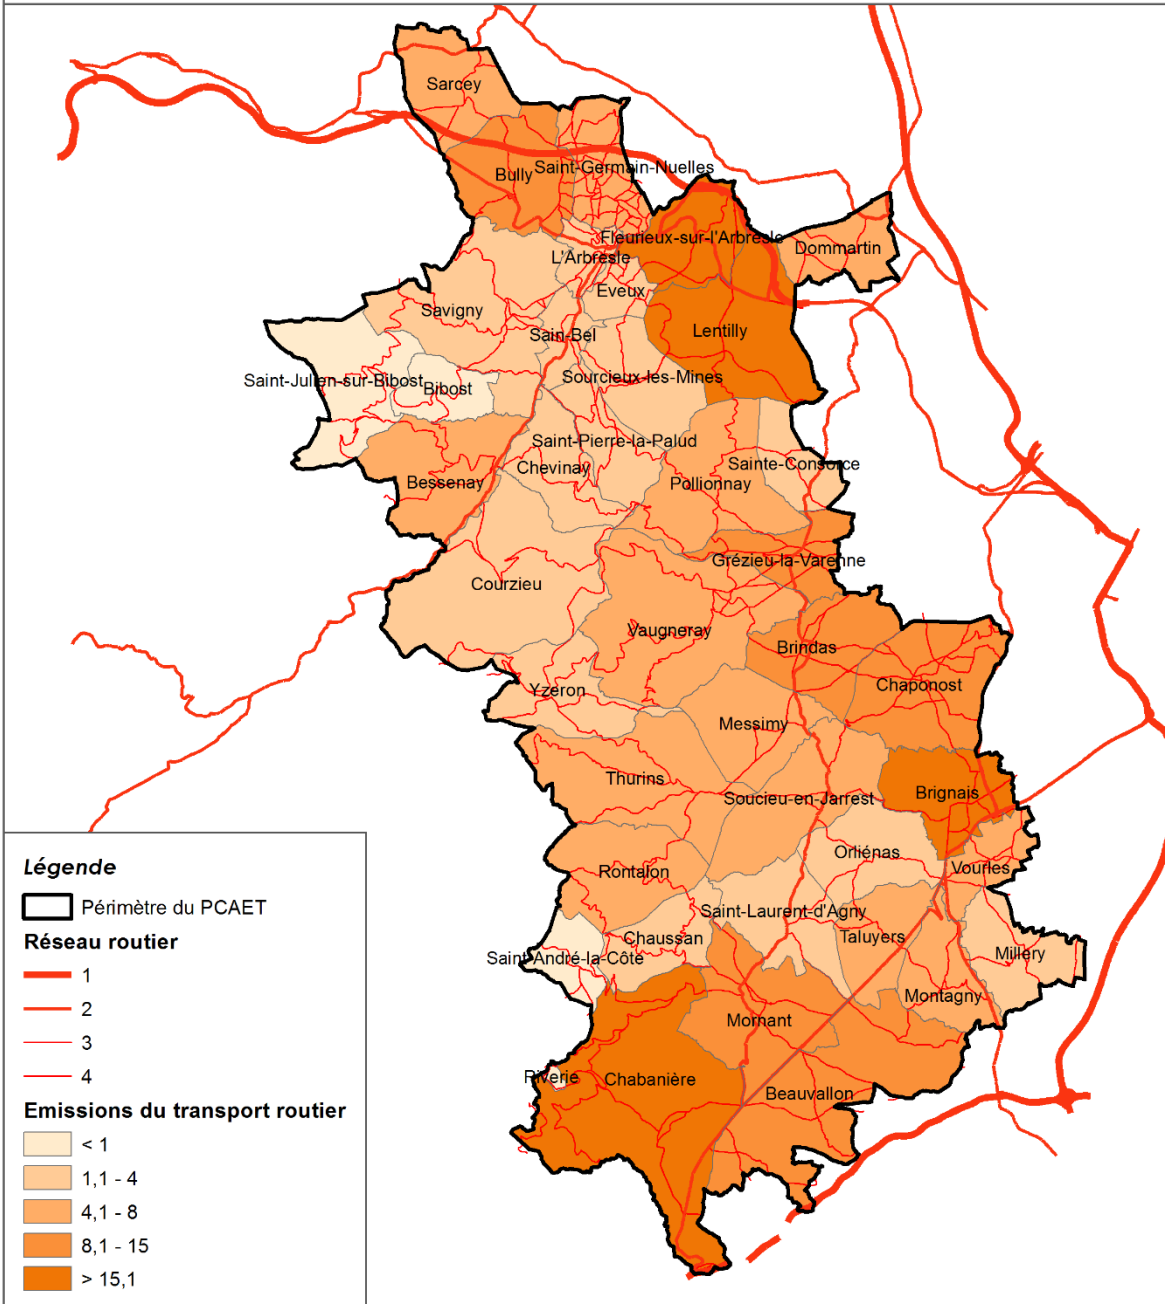 Sarcey
Saint-Germain-Nuelles
Bully
Fleurieux-sur-l'Arbresle
Dommartin
L'Arbresle
Eveux
Savigny
Lentilly
Sain-Bel
Saint-Julien-sur-Bibost
Bibost
Sourcieux-les-Mines
Saint-Pierre-la-Palud
Chevinay
Sainte-Consorce
Bessenay
Pollionnay
Grézieu-la-Varenne
Courzieu
Vaugneray
Brindas
Chaponost
Yzeron
Messimy
Thurins
Soucieu-en-Jarrest
Brignais
Orliénas
Vourles
Rontalon
Saint-Laurent-d'Agny
Chaussan
Taluyers
Saint-André-la-Côte
Millery
Montagny
Mornant
Riverie
Chabanière
Beauvallon
Légende
Périmètre du PCAET
Réseau routier
1
2
3
4
Emissions du transport routier
< 1
1,1 - 4
4,1 - 8
8,1 - 15
> 15,1